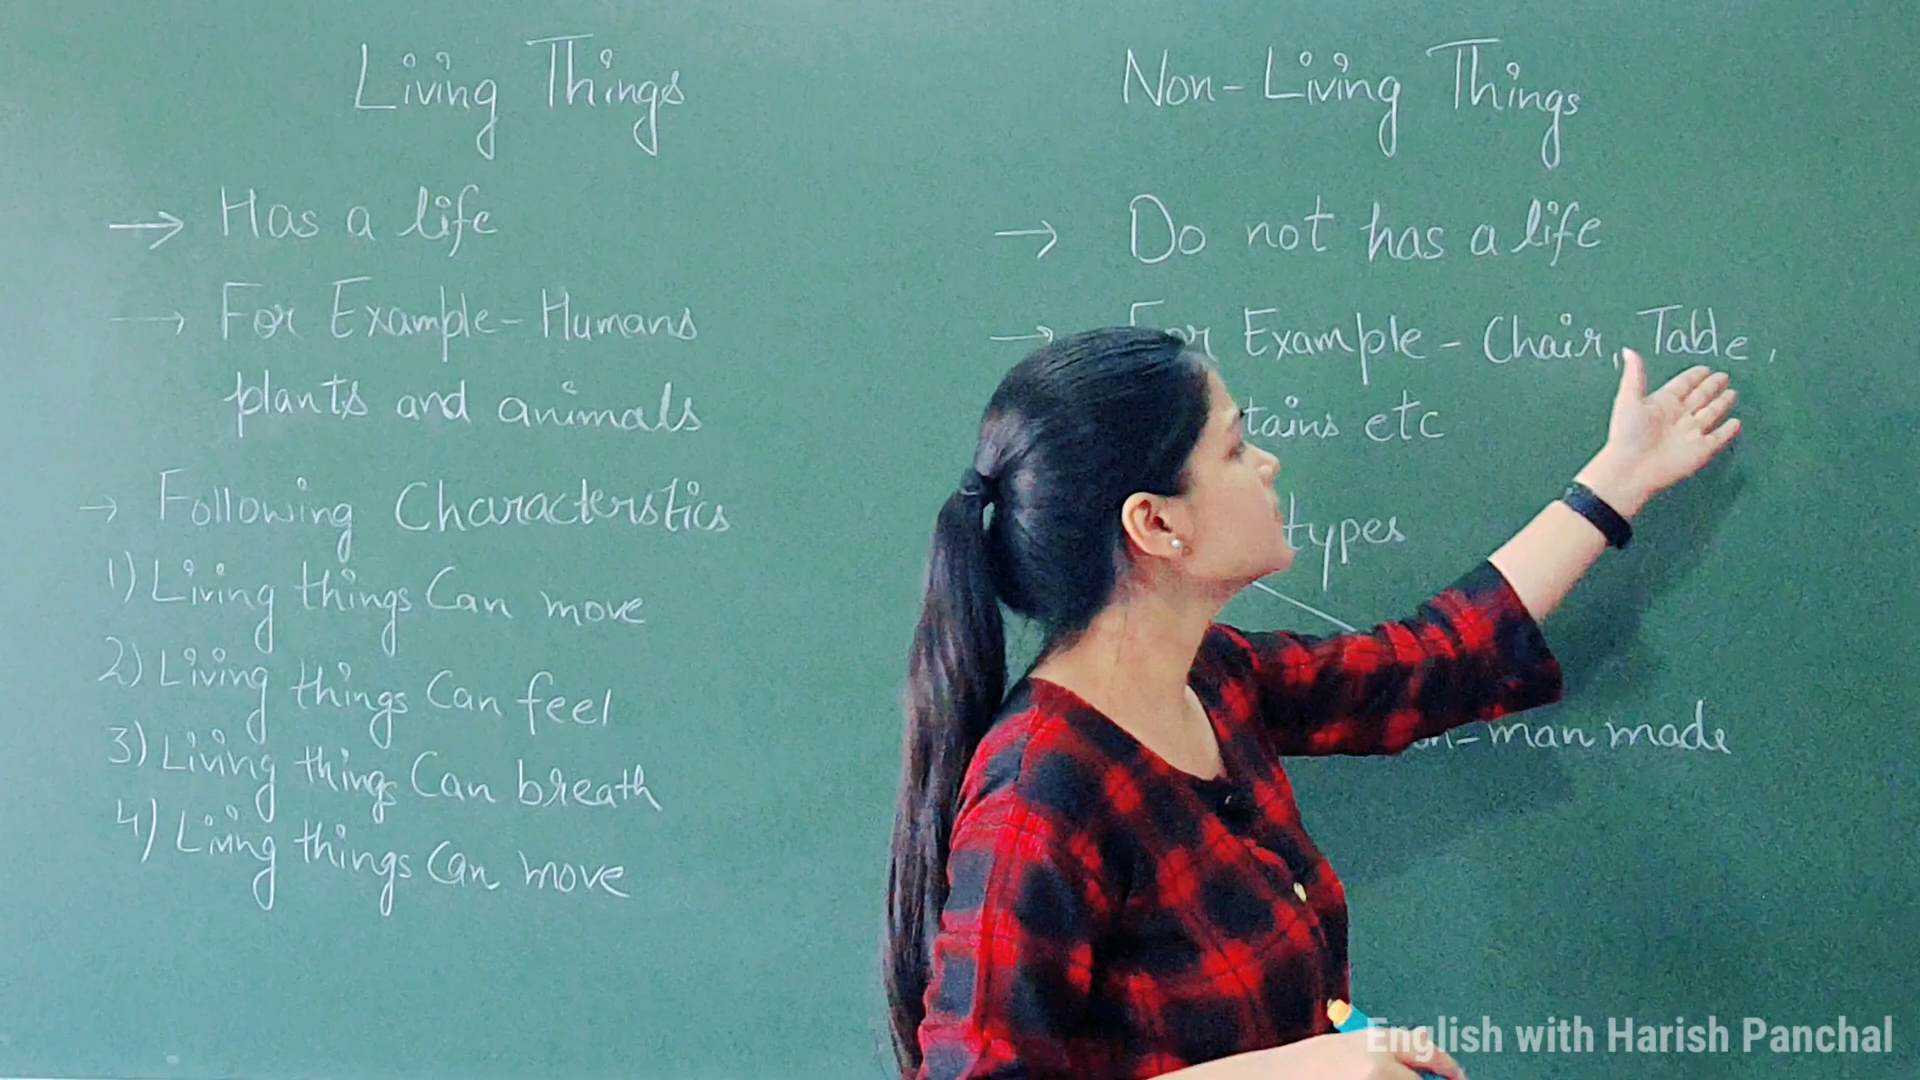 Living Things
→ Has a life
→ For Example - Humans
plants and animals
→ Following Characterstics
1) Living things Can move
2) Living things Can feel
3) Living things Can breath
4) Living things Can move
Non-Living Things
→ Do not has a life
→ For Example - Chair, Table,
tains etc
types
man made
English with Harish Panchal